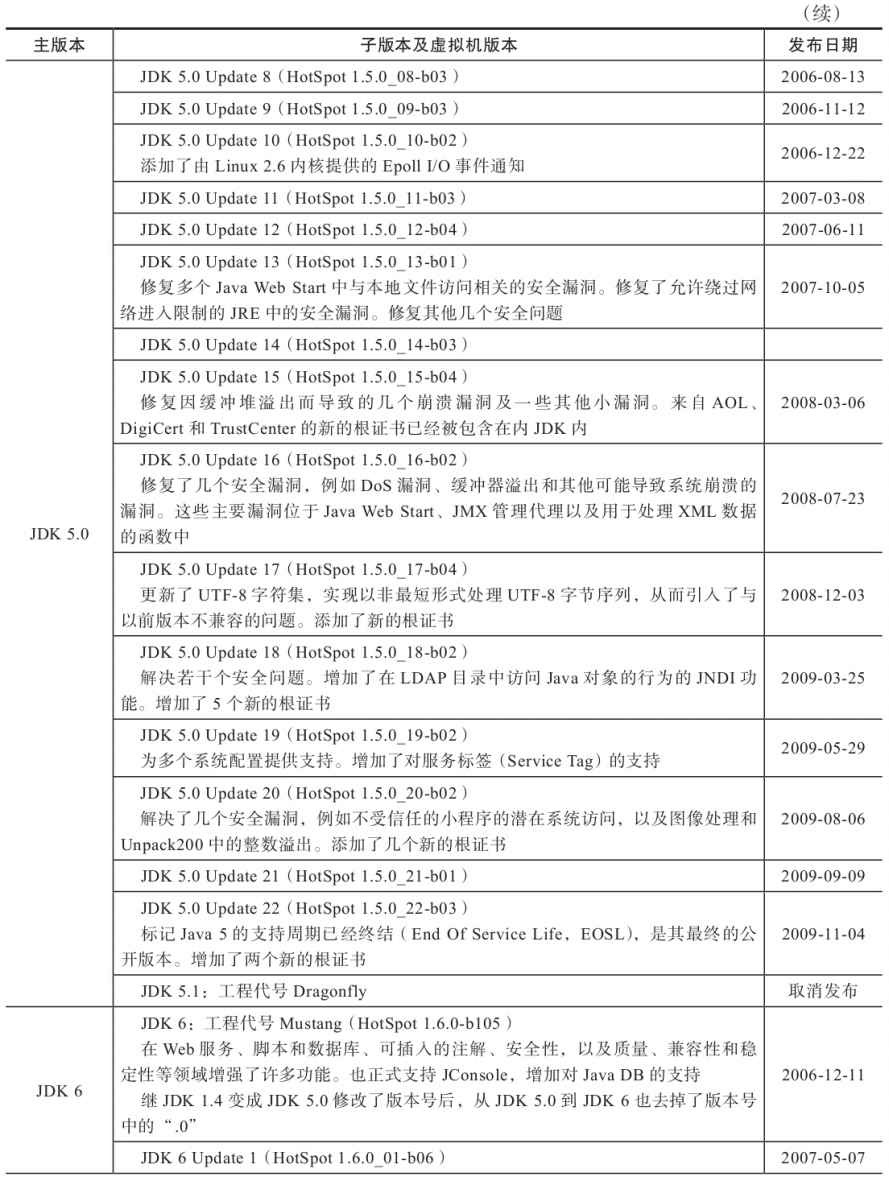 （续）
主版本 子版本及虚拟机版本 发布日期
JDK 5.0
JDK 5.0 Update 8（HotSpot 1.5.0_08-b03） 2006-08-13
JDK 5.0 Update 9（HotSpot 1.5.0_09-b03） 2006-11-12
JDK 5.0 Update 10（HotSpot 1.5.0_10-b02）
添加了由 Linux 2.6 内核提供的 Epoll I/O 事件通知
2006-12-22
JDK 5.0 Update 11（HotSpot 1.5.0_11-b03） 2007-03-08
JDK 5.0 Update 12（HotSpot 1.5.0_12-b04） 2007-06-11
JDK 5.0 Update 13（HotSpot 1.5.0_13-b01）
修复多个 Java Web Start 中与本地文件访问相关的安全漏洞。修复了允许绕过网
络进入限制的 JRE 中的安全漏洞。修复其他几个安全问题
2007-10-05
JDK 5.0 Update 14（HotSpot 1.5.0_14-b03）
JDK 5.0 Update 15（HotSpot 1.5.0_15-b04）
修复因缓冲堆溢出而导致的几个崩溃漏洞及一些其他小漏洞。来自 AOL、
DigiCert 和 TrustCenter 的新的根证书已经被包含在内 JDK 内
2008-03-06
JDK 5.0 Update 16（HotSpot 1.5.0_16-b02）
修复了几个安全漏洞，例如 DoS 漏洞、缓冲器溢出和其他可能导致系统崩溃的
漏洞。这些主要漏洞位于 Java Web Start、JMX 管理代理以及用于处理 XML 数据
的函数中
2008-07-23
JDK 5.0 Update 17（HotSpot 1.5.0_17-b04）
更新了 UTF-8 字符集，实现以非最短形式处理 UTF-8 字节序列，从而引入了与
以前版本不兼容的问题。添加了新的根证书
2008-12-03
JDK 5.0 Update 18（HotSpot 1.5.0_18-b02）
解决若干个安全问题。增加了在 LDAP 目录中访问 Java 对象的行为的 JNDI 功
能。增加了 5 个新的根证书
2009-03-25
JDK 5.0 Update 19（HotSpot 1.5.0_19-b02）
为多个系统配置提供支持。增加了对服务标签（Service Tag）的支持
2009-05-29
JDK 5.0 Update 20（HotSpot 1.5.0_20-b02）
解决了几个安全漏洞，例如不受信任的小程序的潜在系统访问，以及图像处理和
Unpack200 中的整数溢出。添加了几个新的根证书
2009-08-06
JDK 5.0 Update 21（HotSpot 1.5.0_21-b01） 2009-09-09
JDK 5.0 Update 22（HotSpot 1.5.0_22-b03）
标记 Java 5 的支持周期已经终结（End Of Service Life，EOSL），是其最终的公
开版本。增加了两个新的根证书
2009-11-04
JDK 5.1：工程代号 Dragonfly 取消发布
JDK 6
JDK 6：工程代号 Mustang（HotSpot 1.6.0-b105）
在 Web 服务、脚本和数据库、可插入的注解、安全性，以及质量、兼容性和稳
定性等领域增强了许多功能。也正式支持 JConsole，增加对 Java DB 的支持
继 JDK 1.4 变成 JDK 5.0 修改了版本号后，从 JDK 5.0 到 JDK 6 也去掉了版本号
中的“.0”
2006-12-11
JDK 6 Update 1（HotSpot 1.6.0_01-b06） 2007-05-07